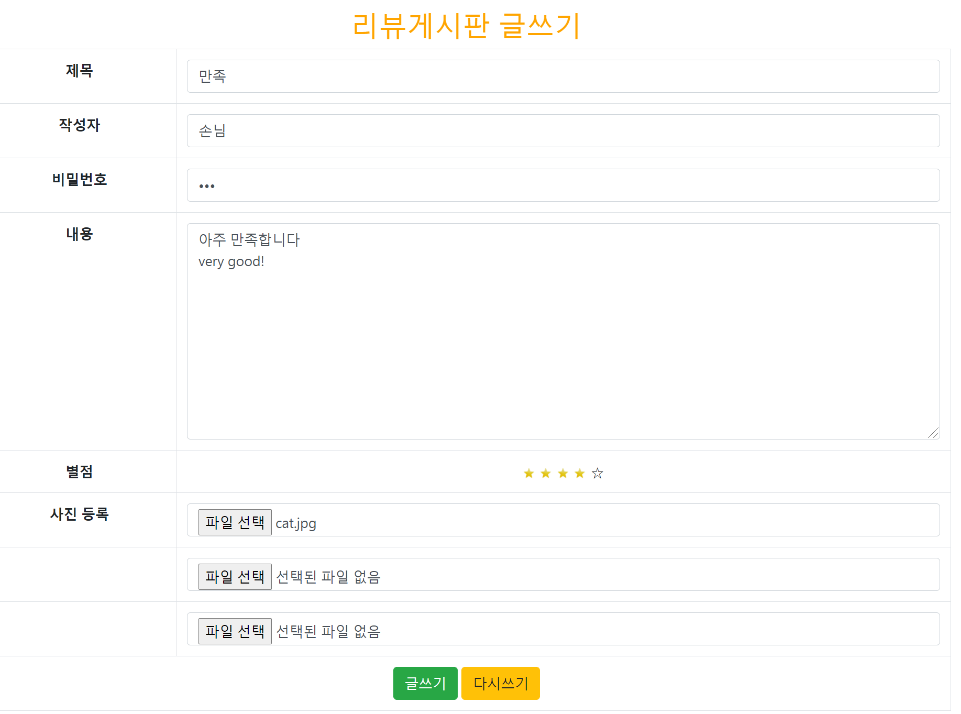 리뷰게시판 글쓰기
제목
만족
작성자
손님
비밀번호
•••
내용
아주 만족합니다
very good!
별점
★ ★ ★ ★ ☆
사진 등록
파일 선택 cat.jpg
파일 선택 선택된 파일 없음
파일 선택 선택된 파일 없음
글쓰기 다시쓰기